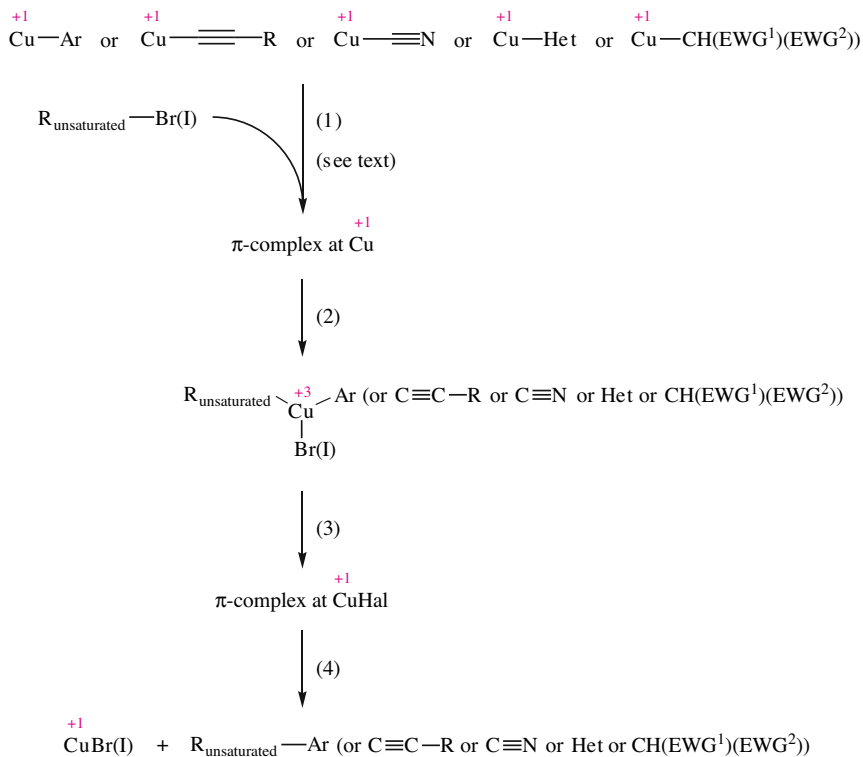 +1 +1 +1 +1 +1
Cu—Ar or Cu—≡—R or Cu—≡N or Cu—Het or Cu—CH(EWG¹)(EWG²)
R_unsaturated—Br(I)
(1)
(see text)
+1
π-complex at Cu
(2)
R_unsaturated +3 Ar (or C≡C—R or C≡N or Het or CH(EWG¹)(EWG²))
Cu
Br(I)
(3)
+1
π-complex at CuHal
(4)
+1
CuBr(I) + R_unsaturated—Ar (or C≡C—R or C≡N or Het or CH(EWG¹)(EWG²))